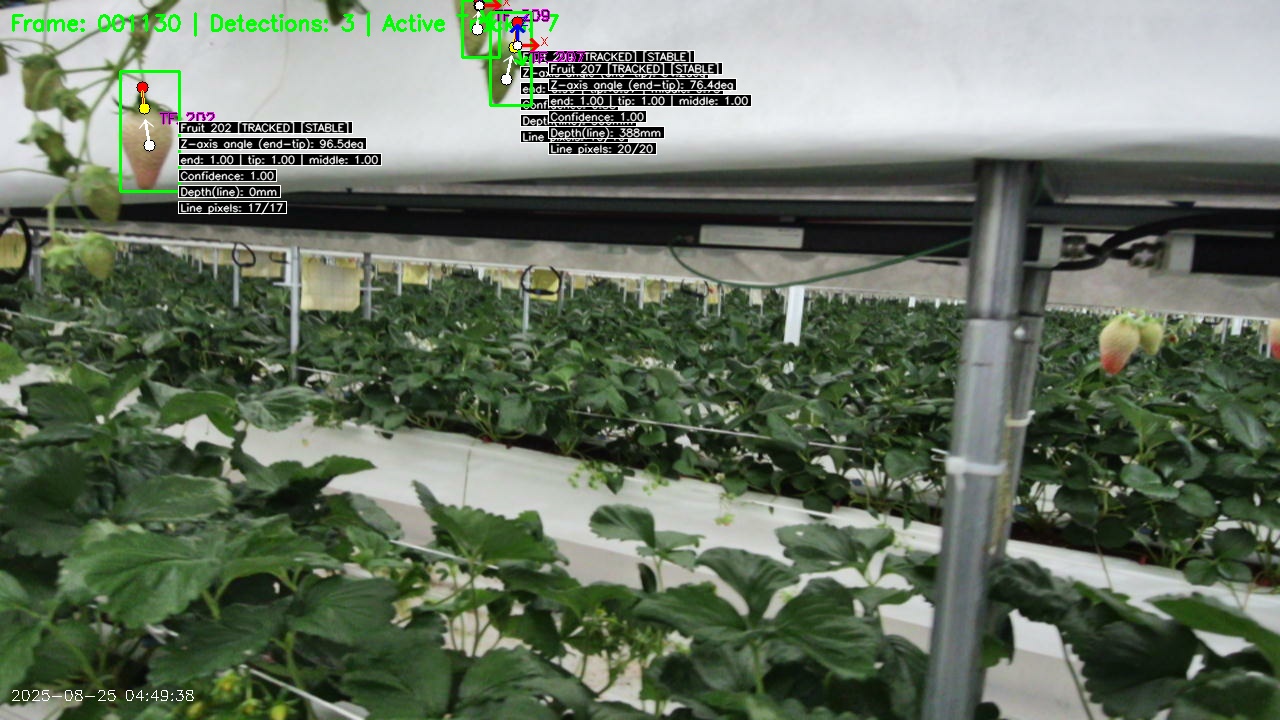 Frame: 001130 | Detections: 3 | Active
7
TF 202
Fruit 202 [TRACKED] [STABLE]
Z-axis angle (end-tip): 96.5deg
end: 1.00 | tip: 1.00 | middle: 1.00
Confidence: 1.00
Depth(line): 0mm
Line pixels: 17/17
Fruit 207 [TRACKED] [STABLE]
Z-axis angle (end-tip): 76.4deg
end: 1.00 | tip: 1.00 | middle: 1.00
Confidence: 1.00
Depth(line): 388mm
Line pixels: 20/20
2025-08-25 04:49:38